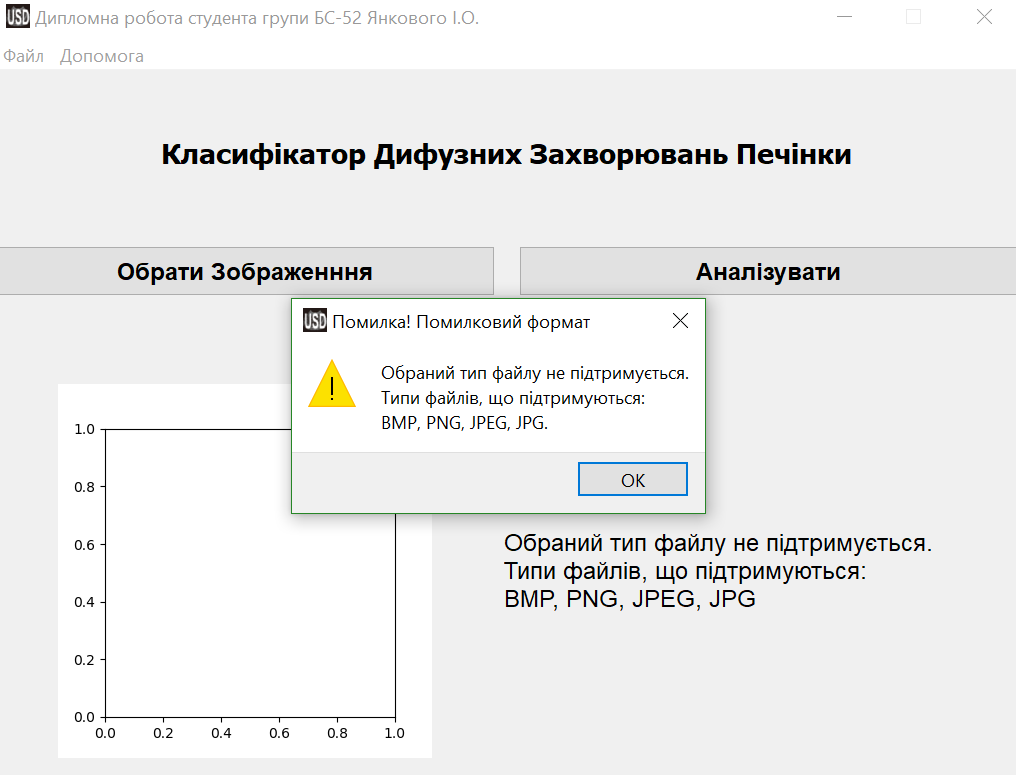 USD Дипломна робота студента групи БС-52 Янкового І.О.
Файл Допомога
Класифікатор Дифузних Захворювань Печінки
Обрати Зображенння
Аналізувати
USD Помилка! Помилковий формат
Обраний тип файлу не підтримується.
Типи файлів, що підтримуються:
BMP, PNG, JPEG, JPG.
OK
1.0
0.8
0.6
0.4
0.2
0.0
0.0 0.2 0.4 0.6 0.8 1.0
Обраний тип файлу не підтримується.
Типи файлів, що підтримуються:
BMP, PNG, JPEG, JPG